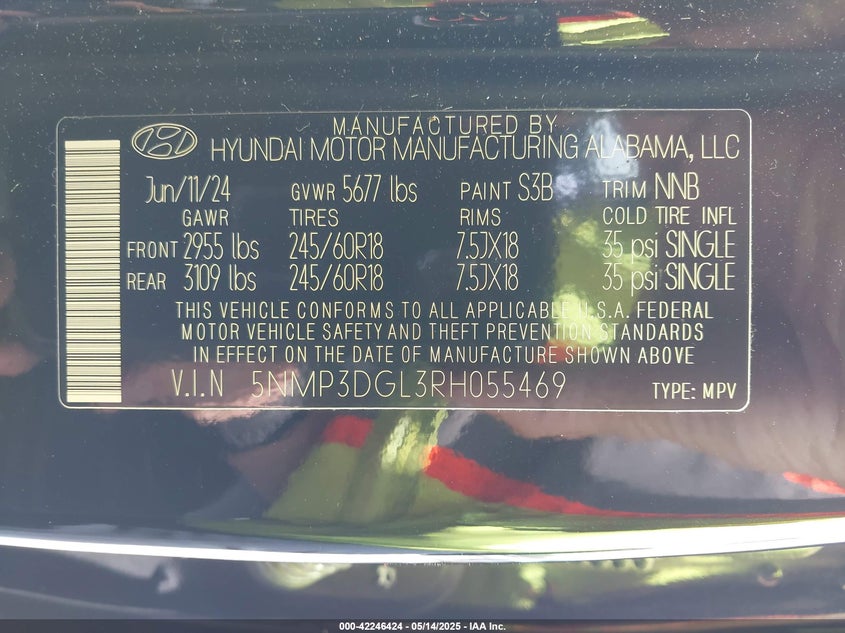 MANUFACTURED BY
HYUNDAI MOTOR MANUFACTURING ALABAMA, LLC
Jun/11/24 GVWR 5677 lbs PAINT S3B TRIM NNB
GAWR TIRES RIMS COLD TIRE INFL
FRONT 2955 lbs 245/60R18 7.5JX18 35 psi SINGLE
REAR 3109 lbs 245/60R18 7.5JX18 35 psi SINGLE
THIS VEHICLE CONFORMS TO ALL APPLICABLE U.S.A. FEDERAL
MOTOR VEHICLE SAFETY AND THEFT PREVENTION STANDARDS
IN EFFECT ON THE DATE OF MANUFACTURE SHOWN ABOVE
V.I.N 5NMP3DGL3RH055469 TYPE: MPV
000-42246424 - 05/14/2025 - IAA Inc.